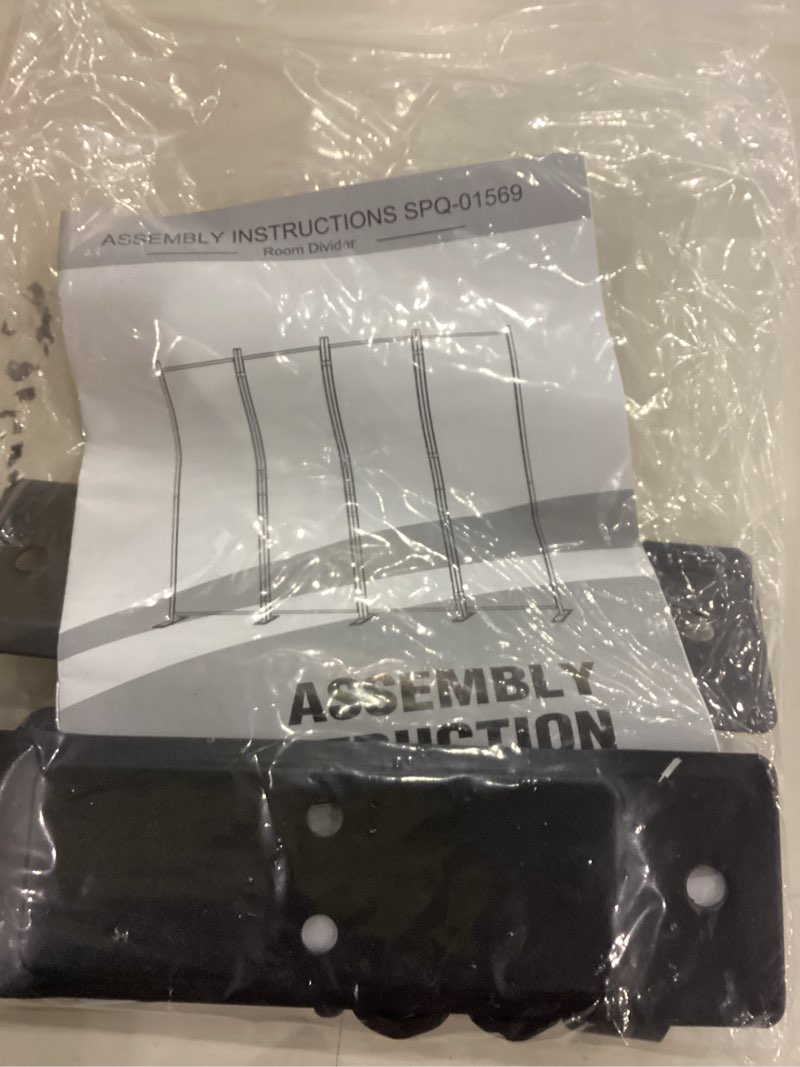 ASSEMBLY INSTRUCTIONS SPQ-01569
Room Divider
ASSEMBLY